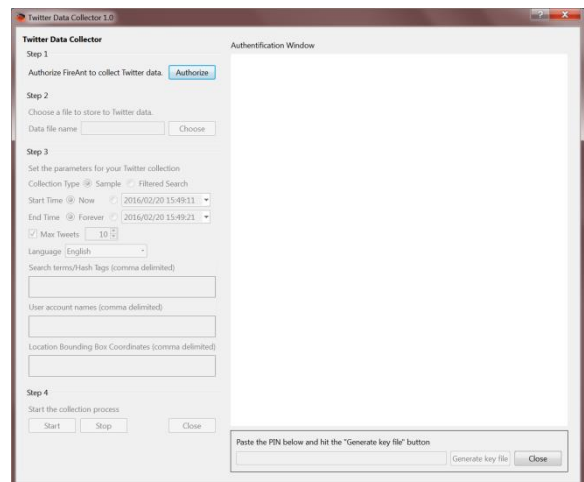 Twitter Data Collector 1.0
Twitter Data Collector
Step 1
Authorize FireAnt to collect Twitter data. Authorize
Step 2
Choose a file to store to Twitter data.
Data file name Choose
Step 3
Set the parameters for your Twitter collection
Collection Type Sample Filtered Search
Start Time Now 2016/02/20 15:49:11
End Time Forever 2016/02/20 15:49:21
Max Tweets 10
Language English
Search terms/Hash Tags (comma delimited)
User account names (comma delimited)
Location Bounding Box Coordinates (comma delimited)
Step 4
Start the collection process
Start Stop Close
Authentification Window
Paste the PIN below and hit the "Generate key file" button
Generate key file Close